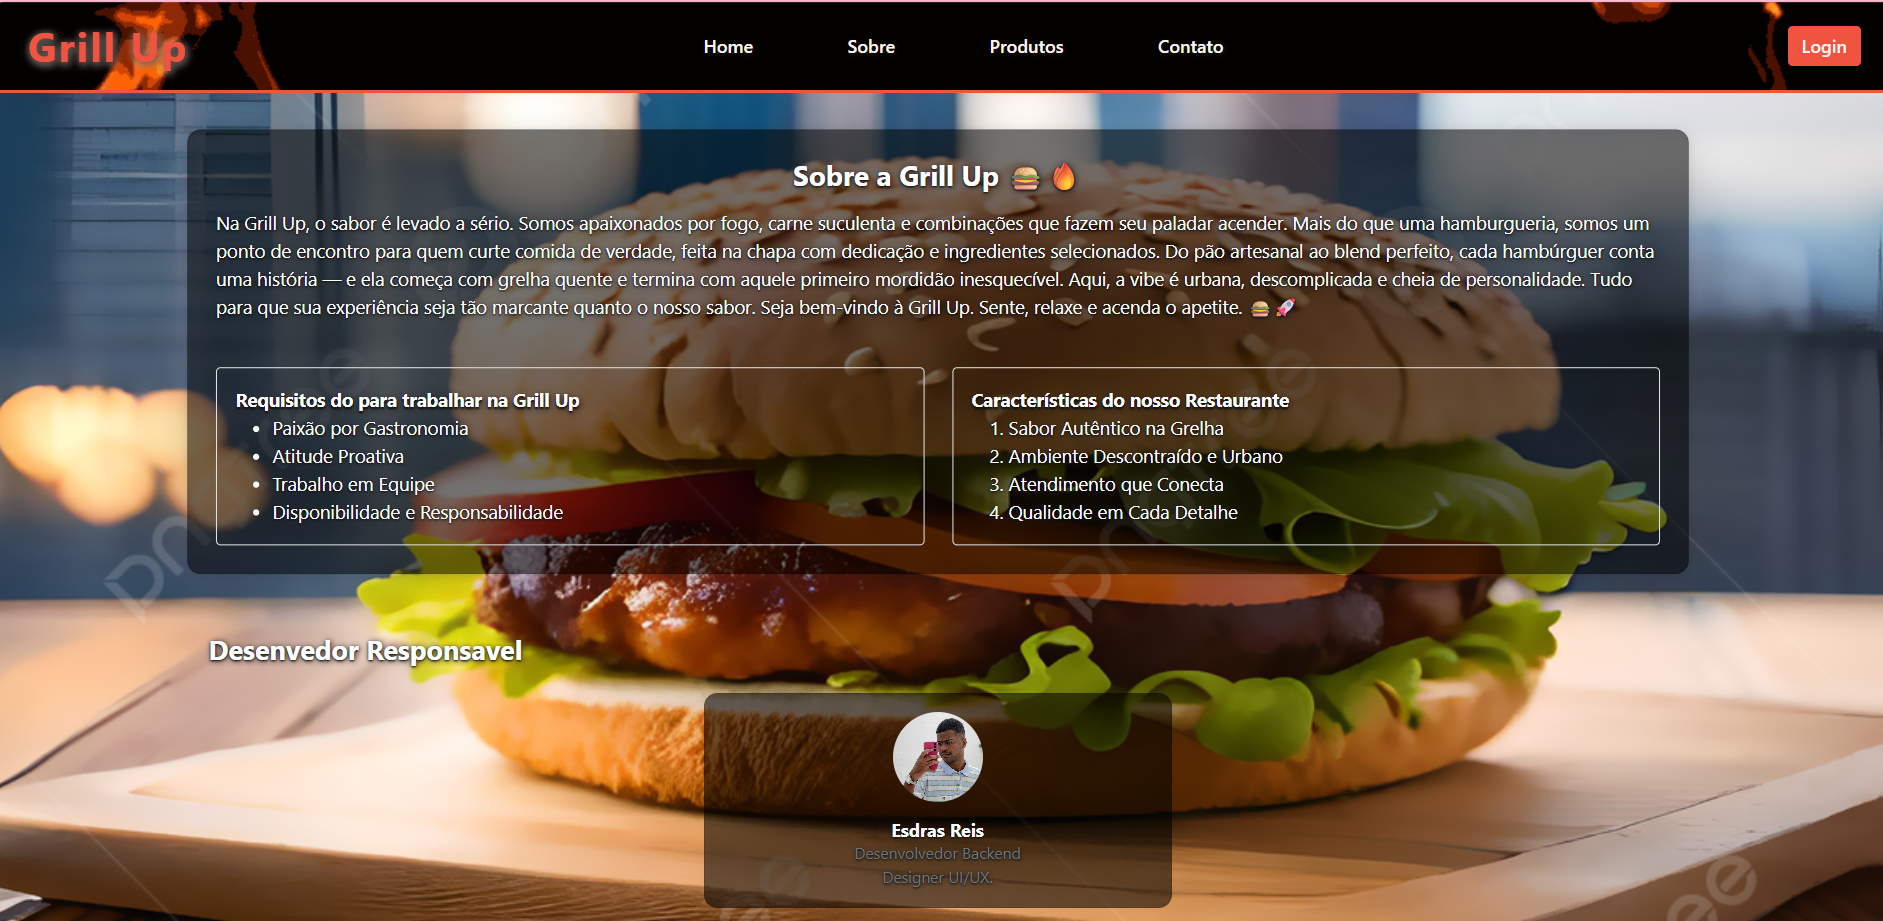 Grill Up
Home
Sobre
Produtos
Contato
Login
Sobre a Grill Up 🍔 🔥
Na Grill Up, o sabor é levado a sério. Somos apaixonados por fogo, carne suculenta e combinações que fazem seu paladar acender. Mais do que uma hamburgueria, somos um
ponto de encontro para quem curte comida de verdade, feita na chapa com dedicação e ingredientes selecionados. Do pão artesanal ao blend perfeito, cada hambúrguer conta
uma história — e ela começa com grelha quente e termina com aquele primeiro mordidão inesquecível. Aqui, a vibe é urbana, descomplicada e cheia de personalidade. Tudo
para que sua experiência seja tão marcante quanto o nosso sabor. Seja bem-vindo à Grill Up. Sente, relaxe e acenda o apetite. 🍔 🚀
Requisitos do para trabalhar na Grill Up
• Paixão por Gastronomia
• Atitude Proativa
• Trabalho em Equipe
• Disponibilidade e Responsabilidade
Características do nosso Restaurante
1. Sabor Autêntico na Grelha
2. Ambiente Descontraído e Urbano
3. Atendimento que Conecta
4. Qualidade em Cada Detalhe
Desenvedor Responsavel
Esdras Reis
Desenvolvedor Backend
Designer UI/UX.